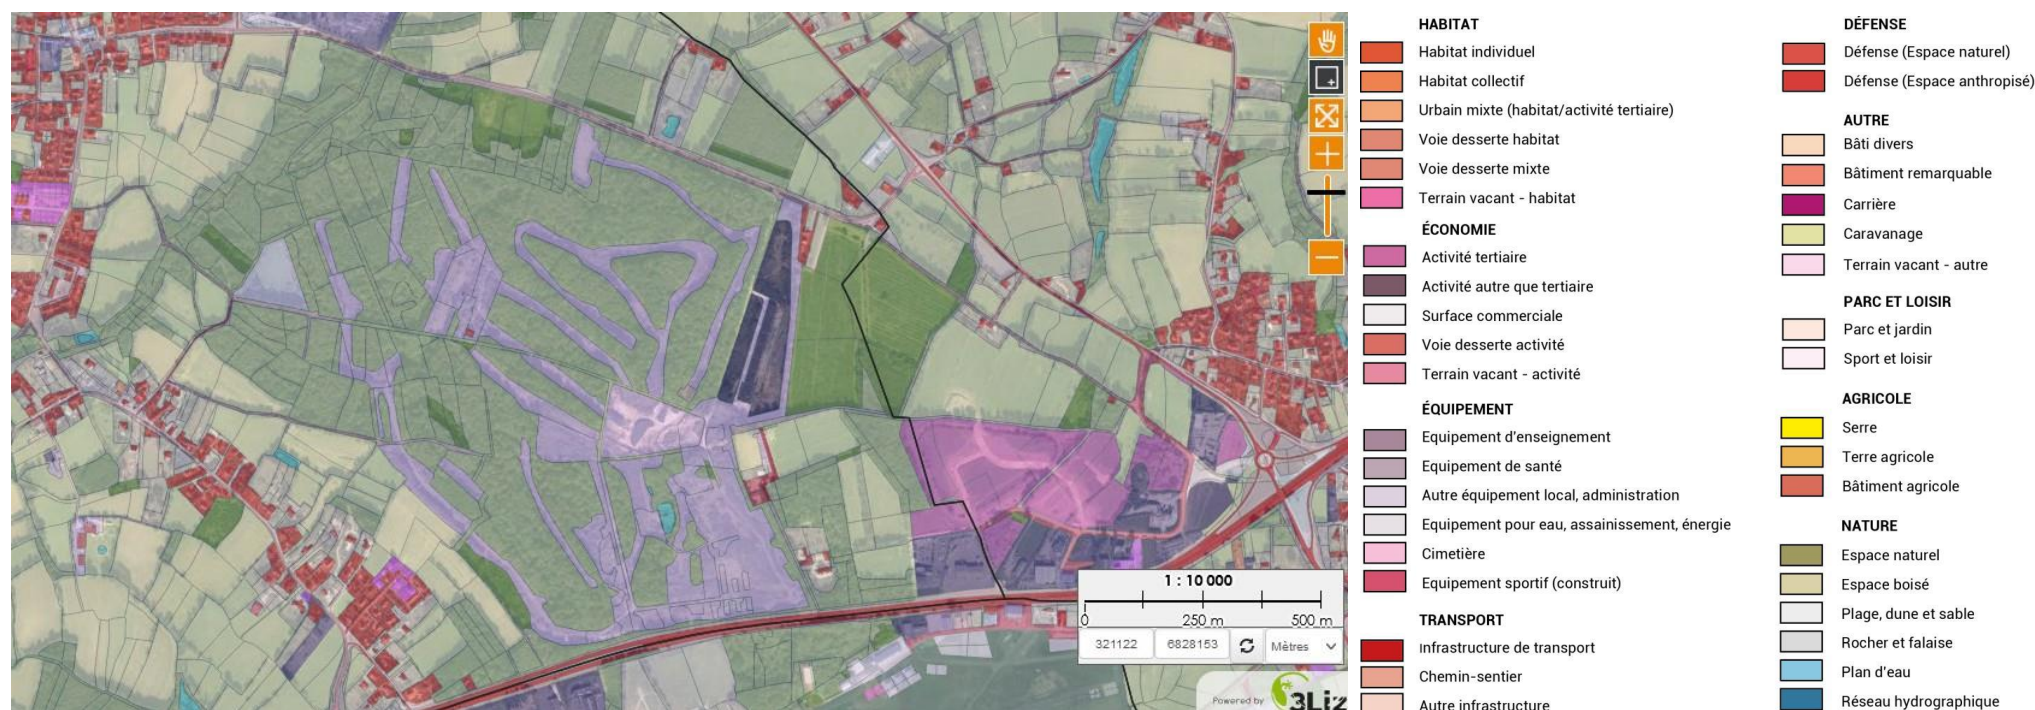 1 : 10 000
0 250 m 500 m
321122 6828153 Mètres
Powered by 3Liz
HABITAT
Habitat individuel
Habitat collectif
Urbain mixte (habitat/activité tertiaire)
Voie desserte habitat
Voie desserte mixte
Terrain vacant - habitat
ÉCONOMIE
Activité tertiaire
Activité autre que tertiaire
Surface commerciale
Voie desserte activité
Terrain vacant - activité
ÉQUIPEMENT
Equipement d'enseignement
Equipement de santé
Autre équipement local, administration
Equipement pour eau, assainissement, énergie
Cimetière
Equipement sportif (construit)
TRANSPORT
Infrastructure de transport
Chemin-sentier
Autre infrastructure
DÉFENSE
Défense (Espace naturel)
Défense (Espace anthropisé)
AUTRE
Bâti divers
Bâtiment remarquable
Carrière
Caravanage
Terrain vacant - autre
PARC ET LOISIR
Parc et jardin
Sport et loisir
AGRICOLE
Serre
Terre agricole
Bâtiment agricole
NATURE
Espace naturel
Espace boisé
Plage, dune et sable
Rocher et falaise
Plan d'eau
Réseau hydrographique